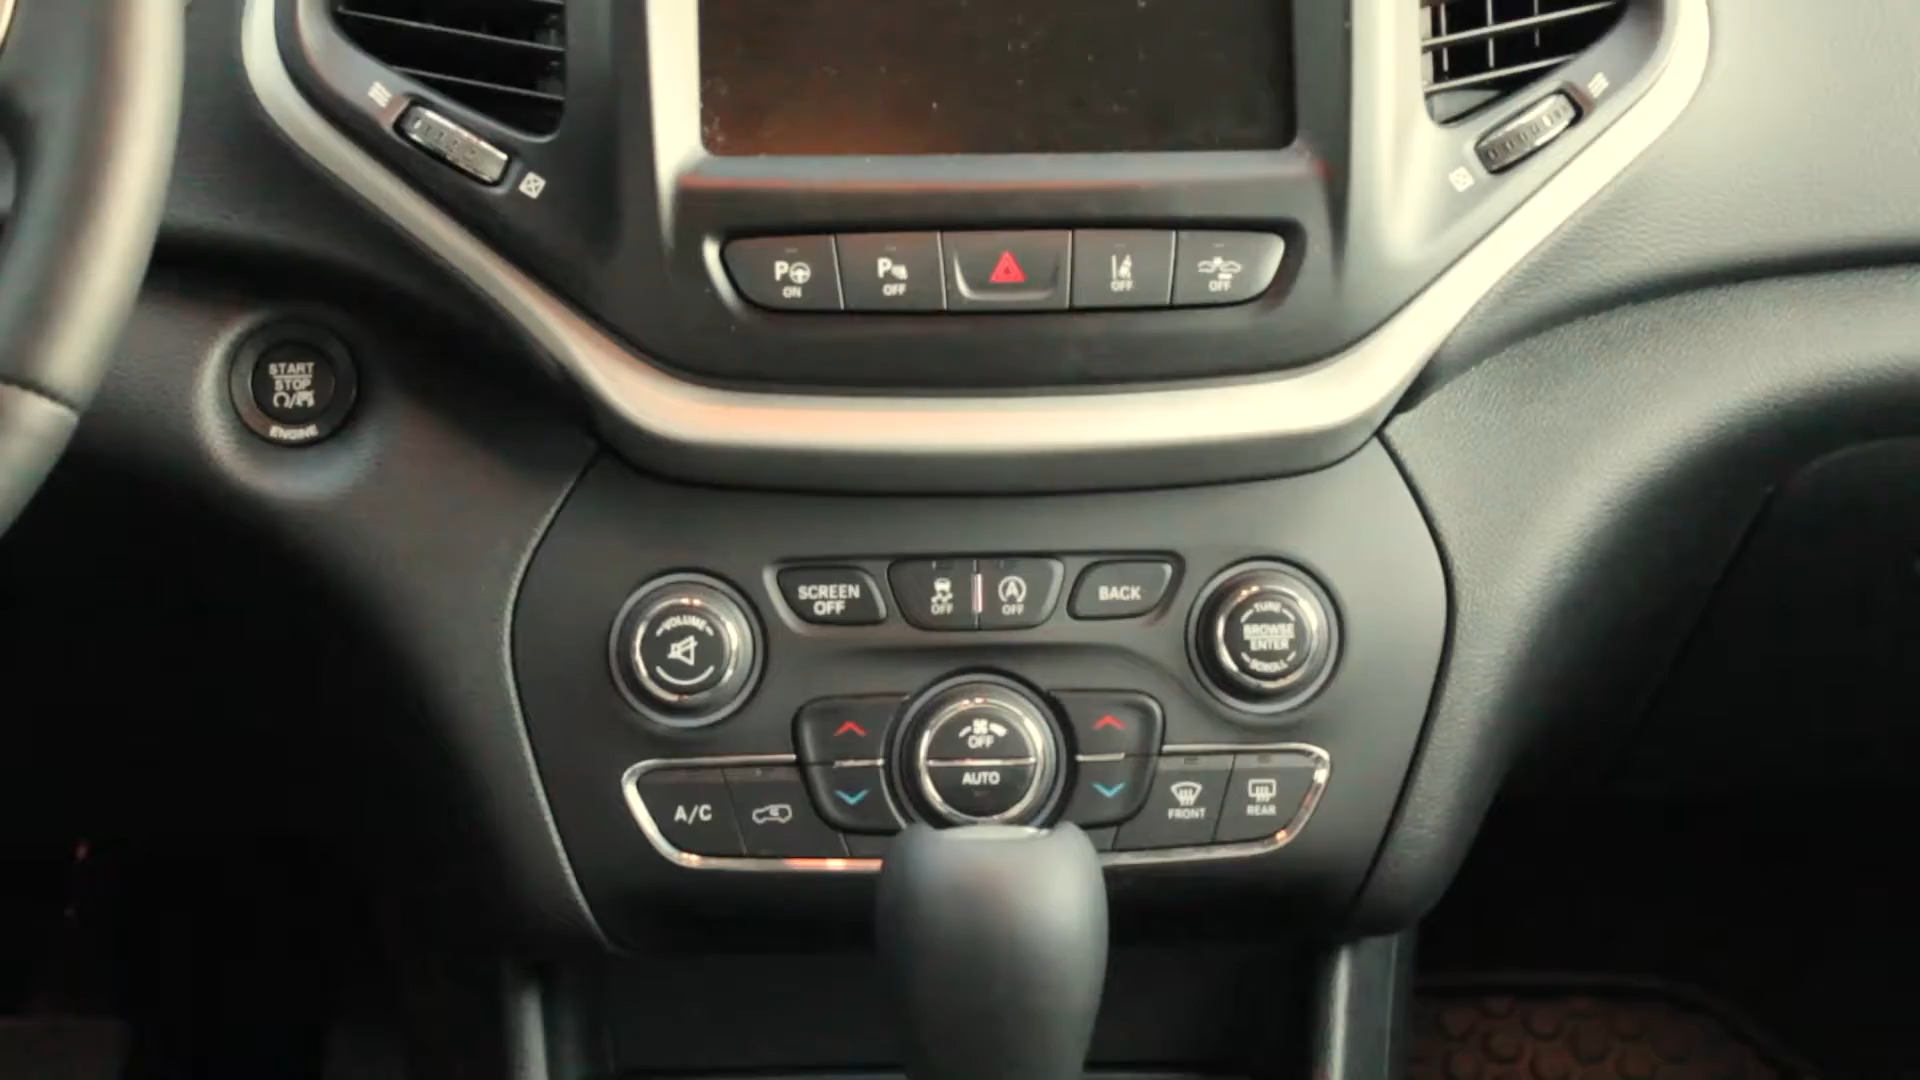 P
ON
P
OFF
OFF
OFF
START
STOP
ENGINE
SCREEN
OFF
OFF
A
OFF
BACK
VOLUME
TUNE
BROWSE
ENTER
SCROLL
OFF
AUTO
A/C
FRONT
REAR